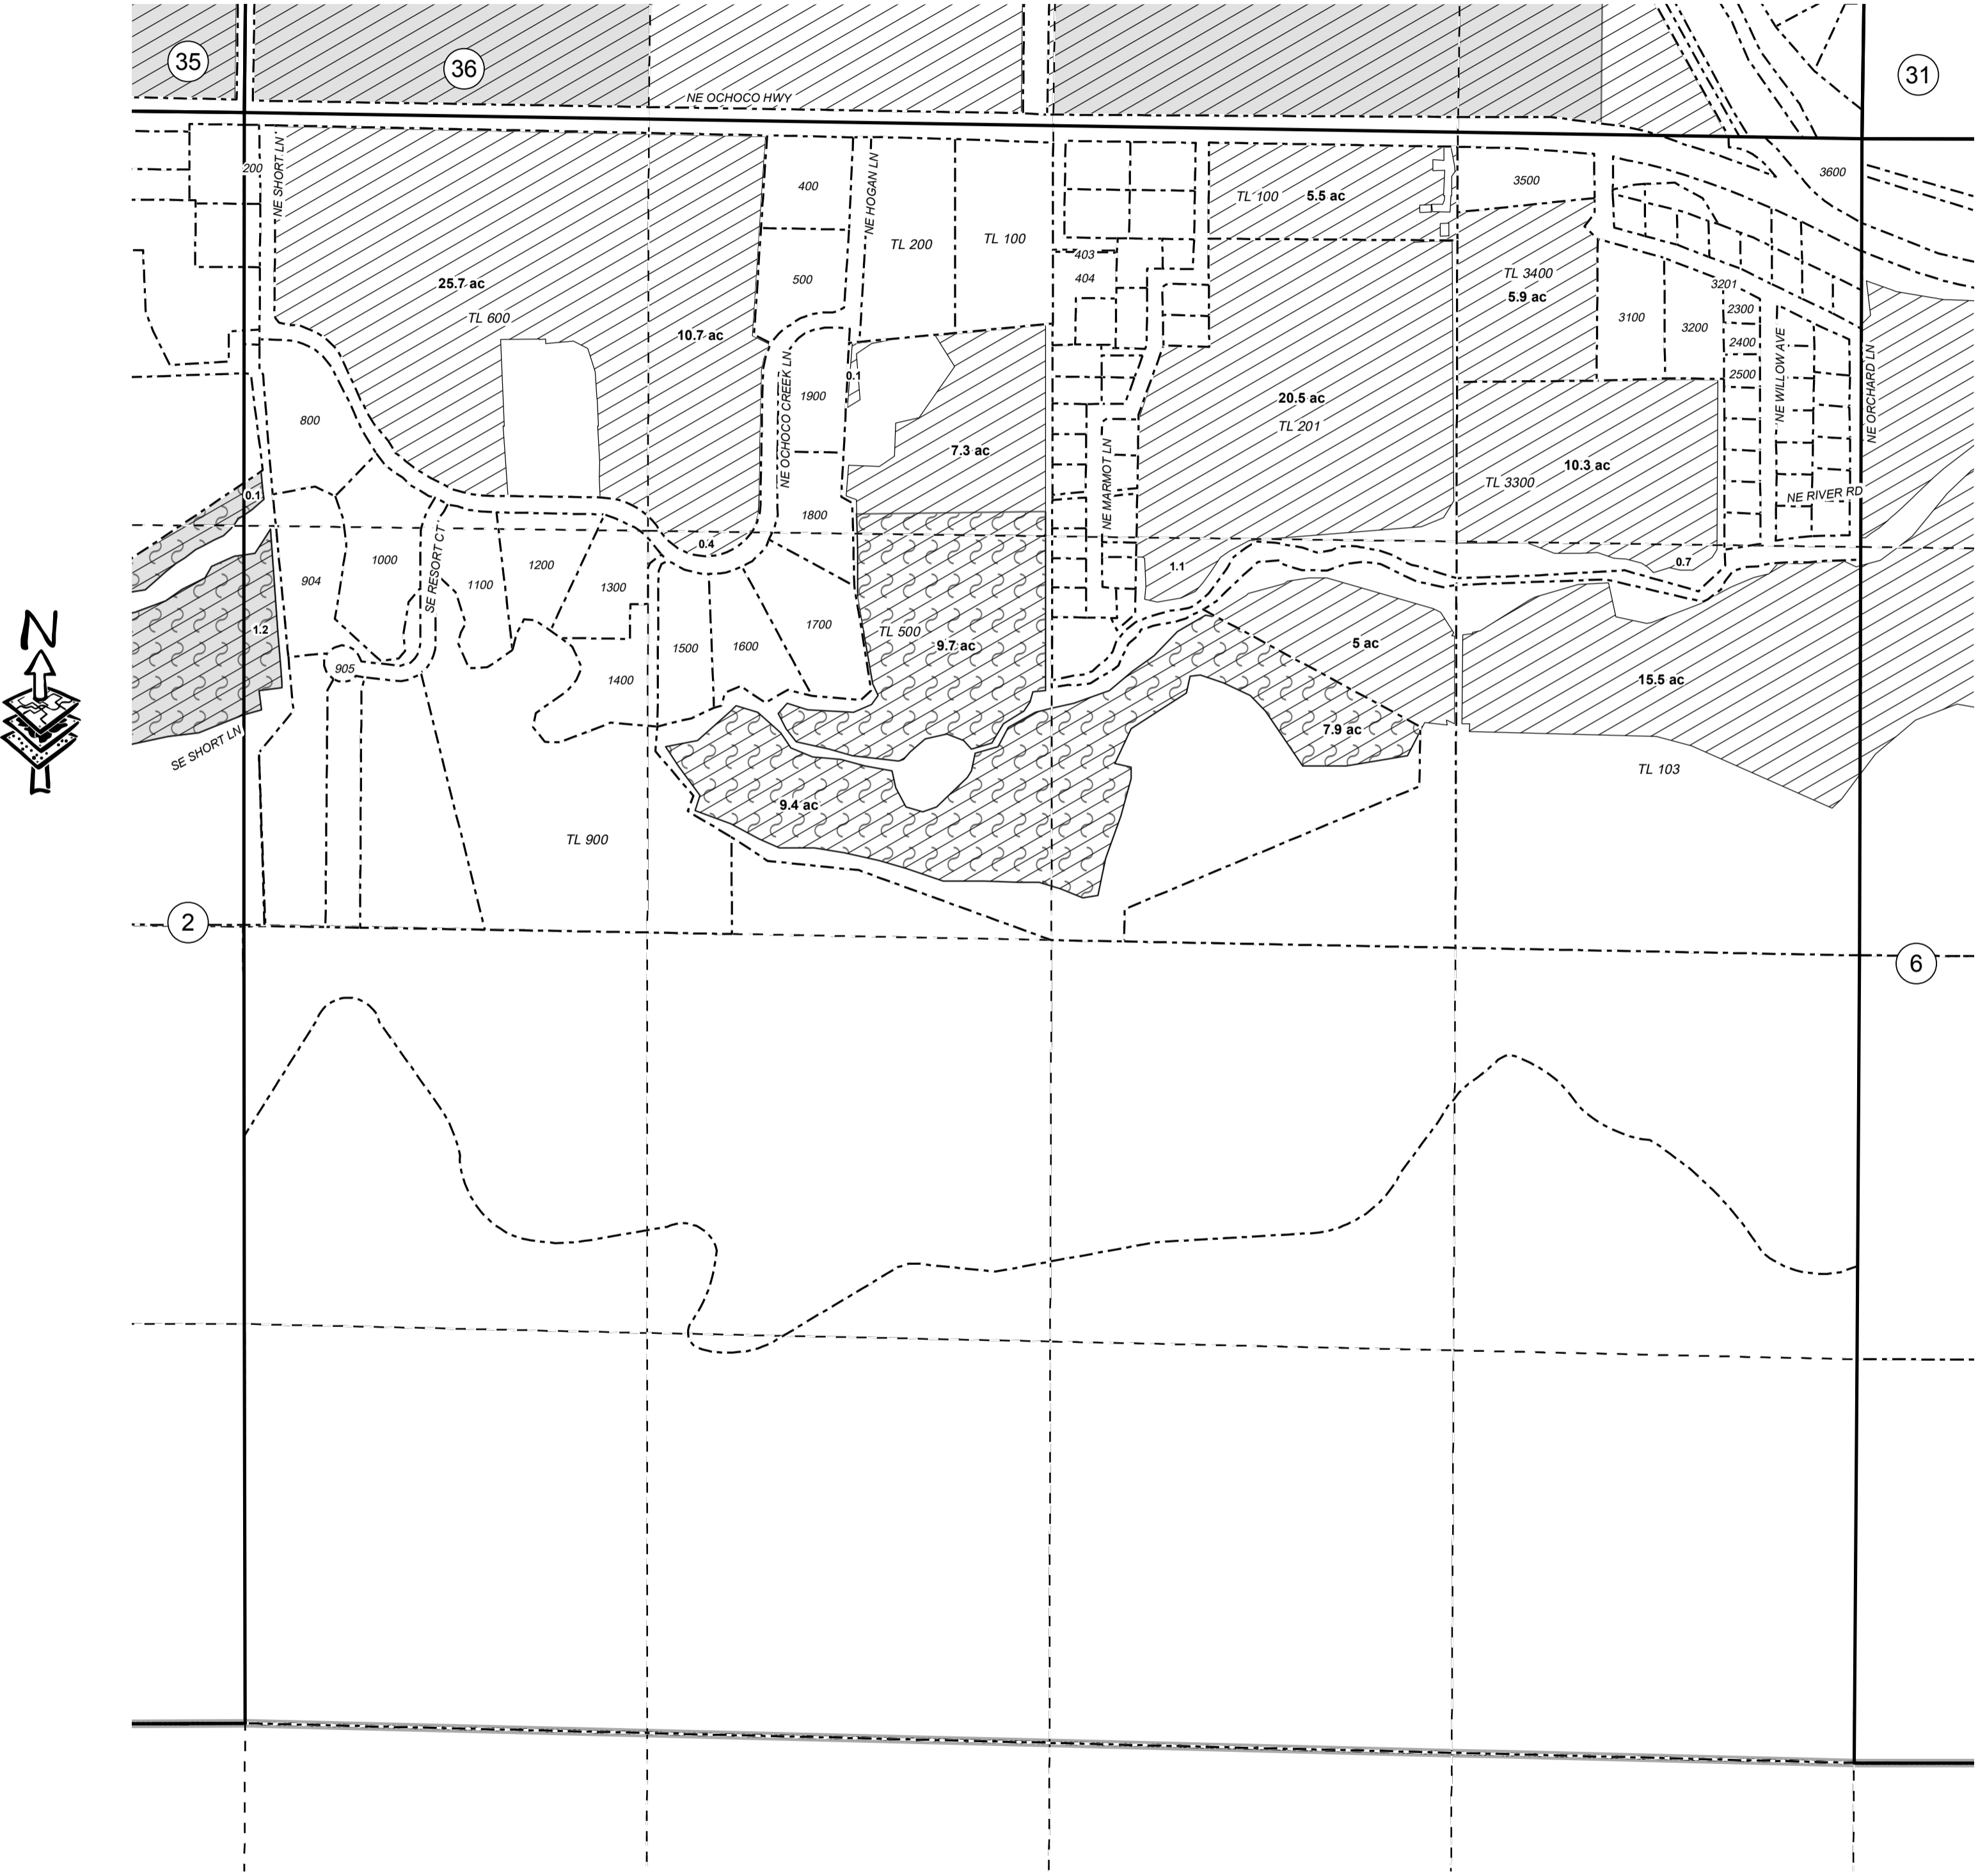 35
36
31
NE OCHOCO HWY
200
NE SHORT LN
400
NE HOGAN LN
TL 200
TL 100
TL 100
5.5 ac
3500
3600
403
404
500
25.7 ac
TL 600
10.7 ac
TL 3400
5.9 ac
3201
2300
3100
3200
2400
2500
NE WILLOW AVE
NE ORCHARD LN
0.1
1900
NE OCHOCO CREEK LN
20.5 ac
TL 201
800
7.3 ac
NE MARMOT LN
10.3 ac
TL 3300
NE RIVER RD
0.1
1800
0.4
1000
904
SE RESORT CT
1100
1200
1300
1.1
0.7
1.2
1700
TL 500
9.7 ac
1500
1600
5 ac
905
1400
15.5 ac
N
SE SHORT LN
7.9 ac
TL 103
9.4 ac
TL 900
2
6